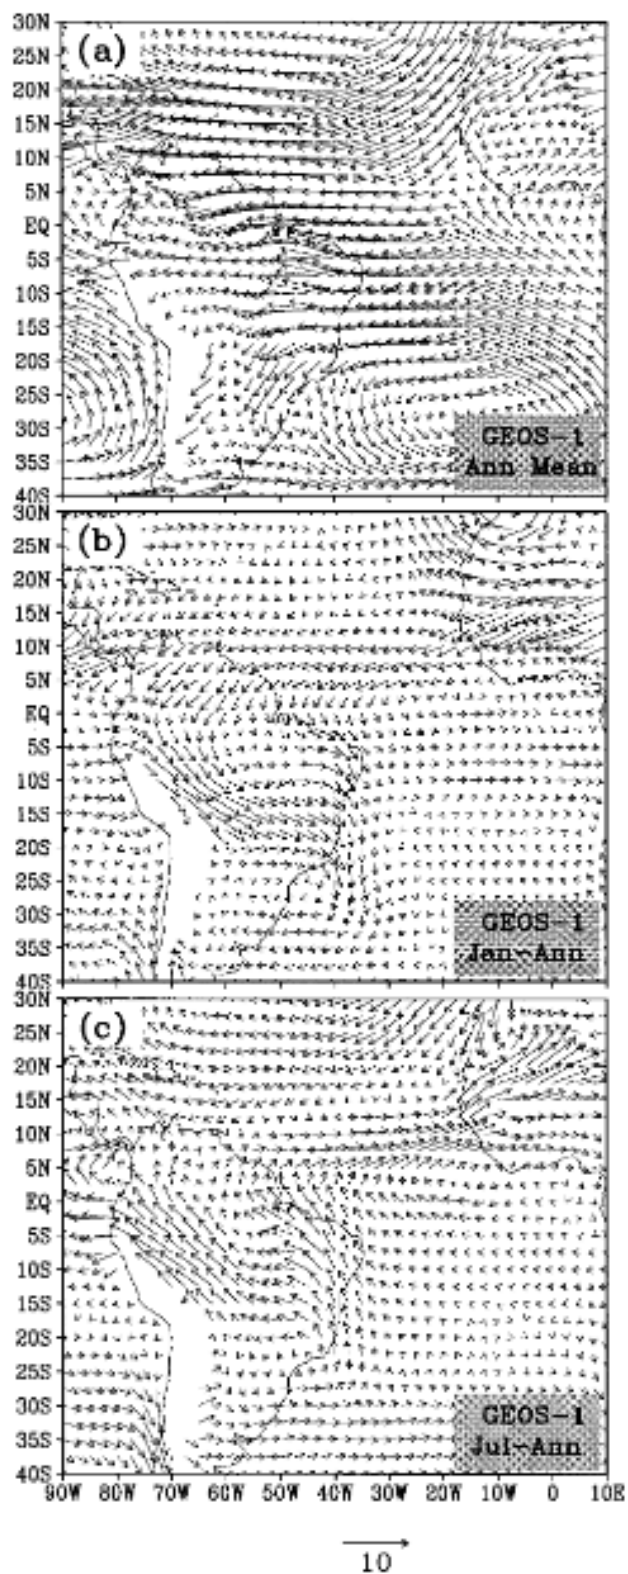 30N
(a)
25N
20N
15N
10N
5N
EQ
5S
10S
15S
20S
25S
30S
GEOS-1
35S
Ann Mean
40S
30N
(b)
25N
20N
15N
10N
5N
EQ
5S
10S
15S
20S
25S
30S
GEOS-1
35S
Jan-Ann
40S
30N
(c)
25N
20N
15N
10N
5N
EQ
5S
10S
15S
20S
25S
30S
GEOS-1
35S
Jul-Ann
40S
90W 80W 70W 60W 50W 40W 30W 20W 10W 0 10E
10